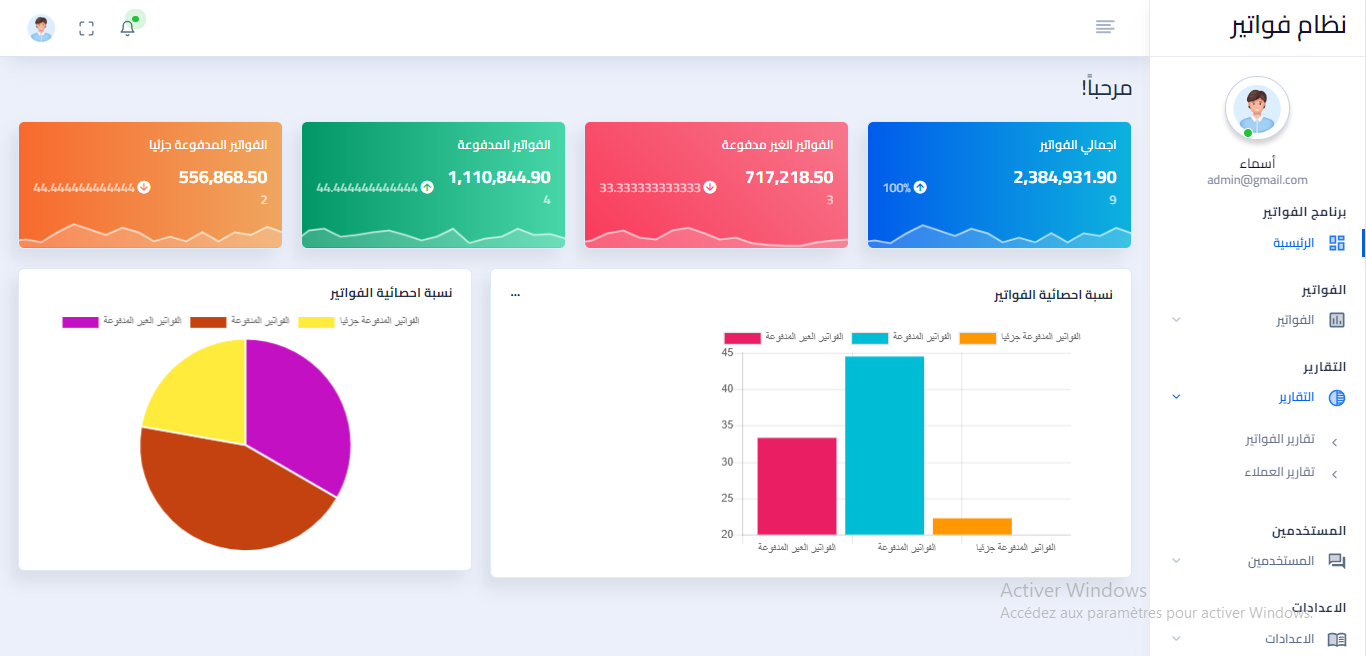 نظام فواتير
أسماء
admin@gmail.com
برنامج الفواتير
الرئيسية
الفواتير
الفواتير
التقارير
التقارير
تقارير الفواتير
تقارير العملاء
المستخدمين
المستخدمين
الاعدادات
الاعدادات
مرحباً!
اجمالي الفواتير
2,384,931.90
100%
9
الفواتير الغير مدفوعة
717,218.50
33.333333333333
3
الفواتير المدفوعة
1,110,844.90
44.444444444444
4
الفواتير المدفوعة جزئيا
556,868.50
44.444444444444
2
نسبة احصائية الفواتير
...
الفواتير الغير المدفوعة
الفواتير المدفوعة
الفواتير المدفوعة جزئيا
45
40
35
30
25
20
الفواتير الغير المدفوعة
الفواتير المدفوعة
الفواتير المدفوعة جزئيا
نسبة احصائية الفواتير
الفواتير الغير المدفوعة
الفواتير المدفوعة
الفواتير المدفوعة جزئيا
Activer Windows
Accédez aux paramètres pour activer Windows.